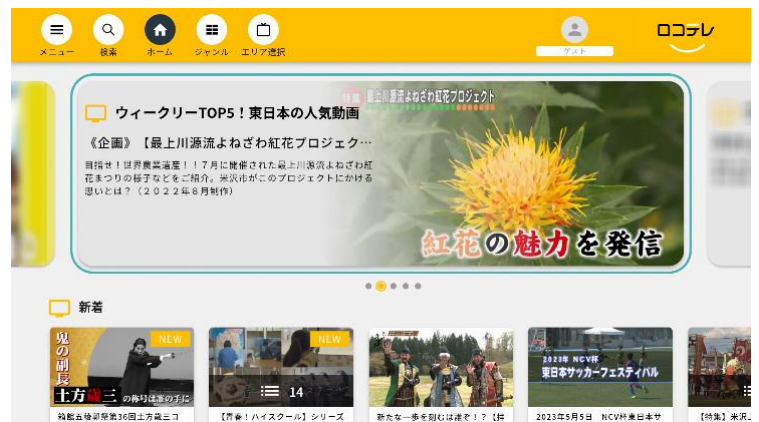 メニュー
検索
ホーム
ジャンル
エリア選択
ゲスト
ロコテレ
特集 最上川源流よねざわ紅花プロジェクト
ウィークリーTOP5！東日本の人気動画
《企画》【最上川源流よねざわ紅花プロジェク…
目指せ！世界農業遺産！！7月に開催された最上川源流よねざわ紅
花まつりの様子などをご紹介。米沢市がこのプロジェクトにかける
思いとは？（２０２２年８月制作）
紅花の魅力を発信
新着
鬼の副長
土方歳三の称号は誰の手に
NEW
箱館五稜郭祭第36回土方歳三コ
NEW
14
【青春！ハイスクール】シリーズ
新たな一歩を刻むは誰ぞ！？【拝
2023年 NCV杯
東日本サッカーフェスティバル
2023年5月5日 NCV杯東日本サ
【特集】米沢